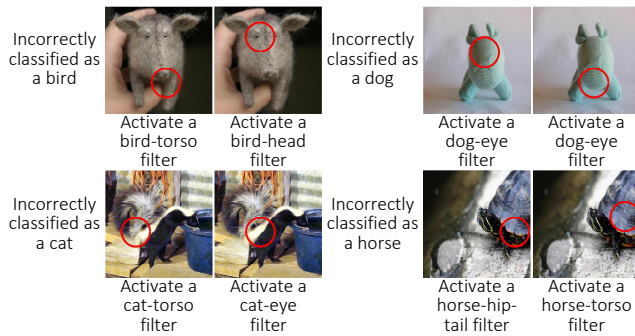 Incorrectly
classified as
a bird
Activate a
bird-torso
filter
Activate a
bird-head
filter
Incorrectly
classified as
a dog
Activate a
dog-eye
filter
Activate a
dog-eye
filter
Incorrectly
classified as
a cat
Activate a
cat-torso
filter
Activate a
cat-eye
filter
Incorrectly
classified as
a horse
Activate a
horse-hip-
tail filter
Activate a
horse-torso
filter